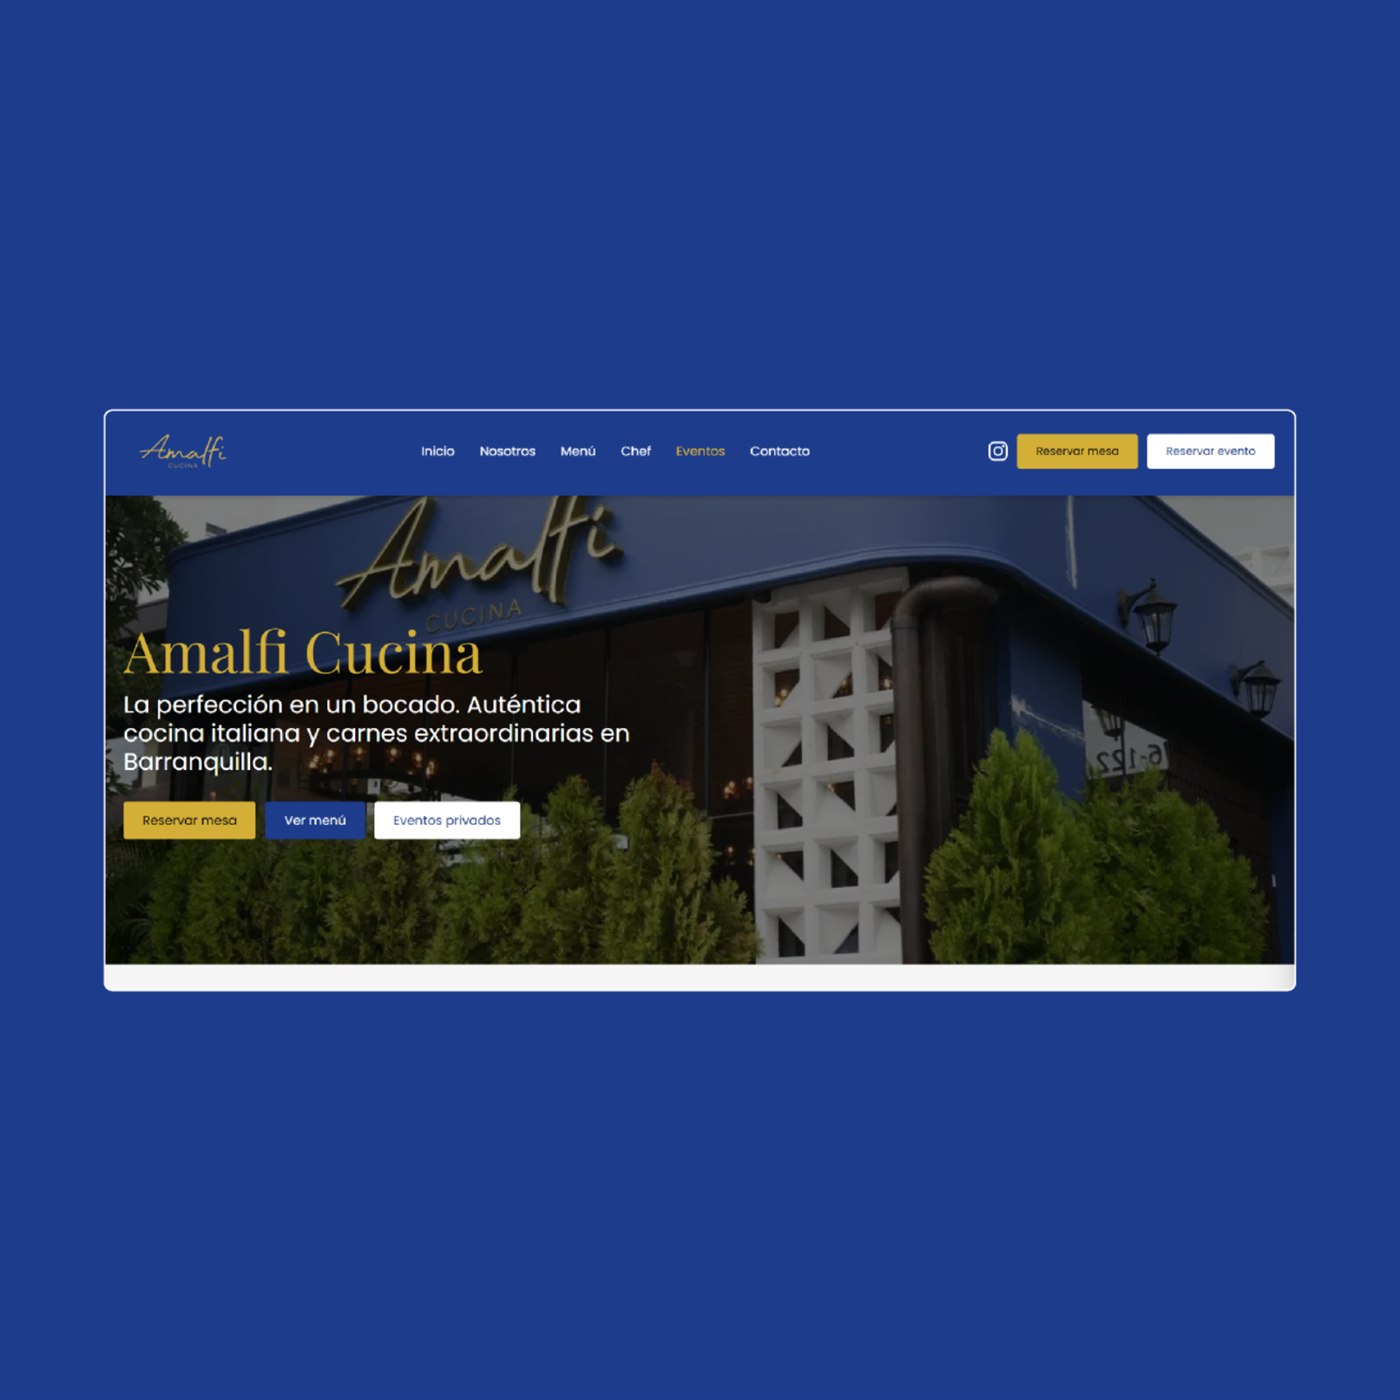 Amalfi
CUCINA
Inicio Nosotros Menú Chef Eventos Contacto
Reservar mesa Reservar evento
Amalfi
CUCINA
Amalfi Cucina
La perfección en un bocado. Auténtica
cocina italiana y carnes extraordinarias en
Barranquilla.
Reservar mesa Ver menú Eventos privados